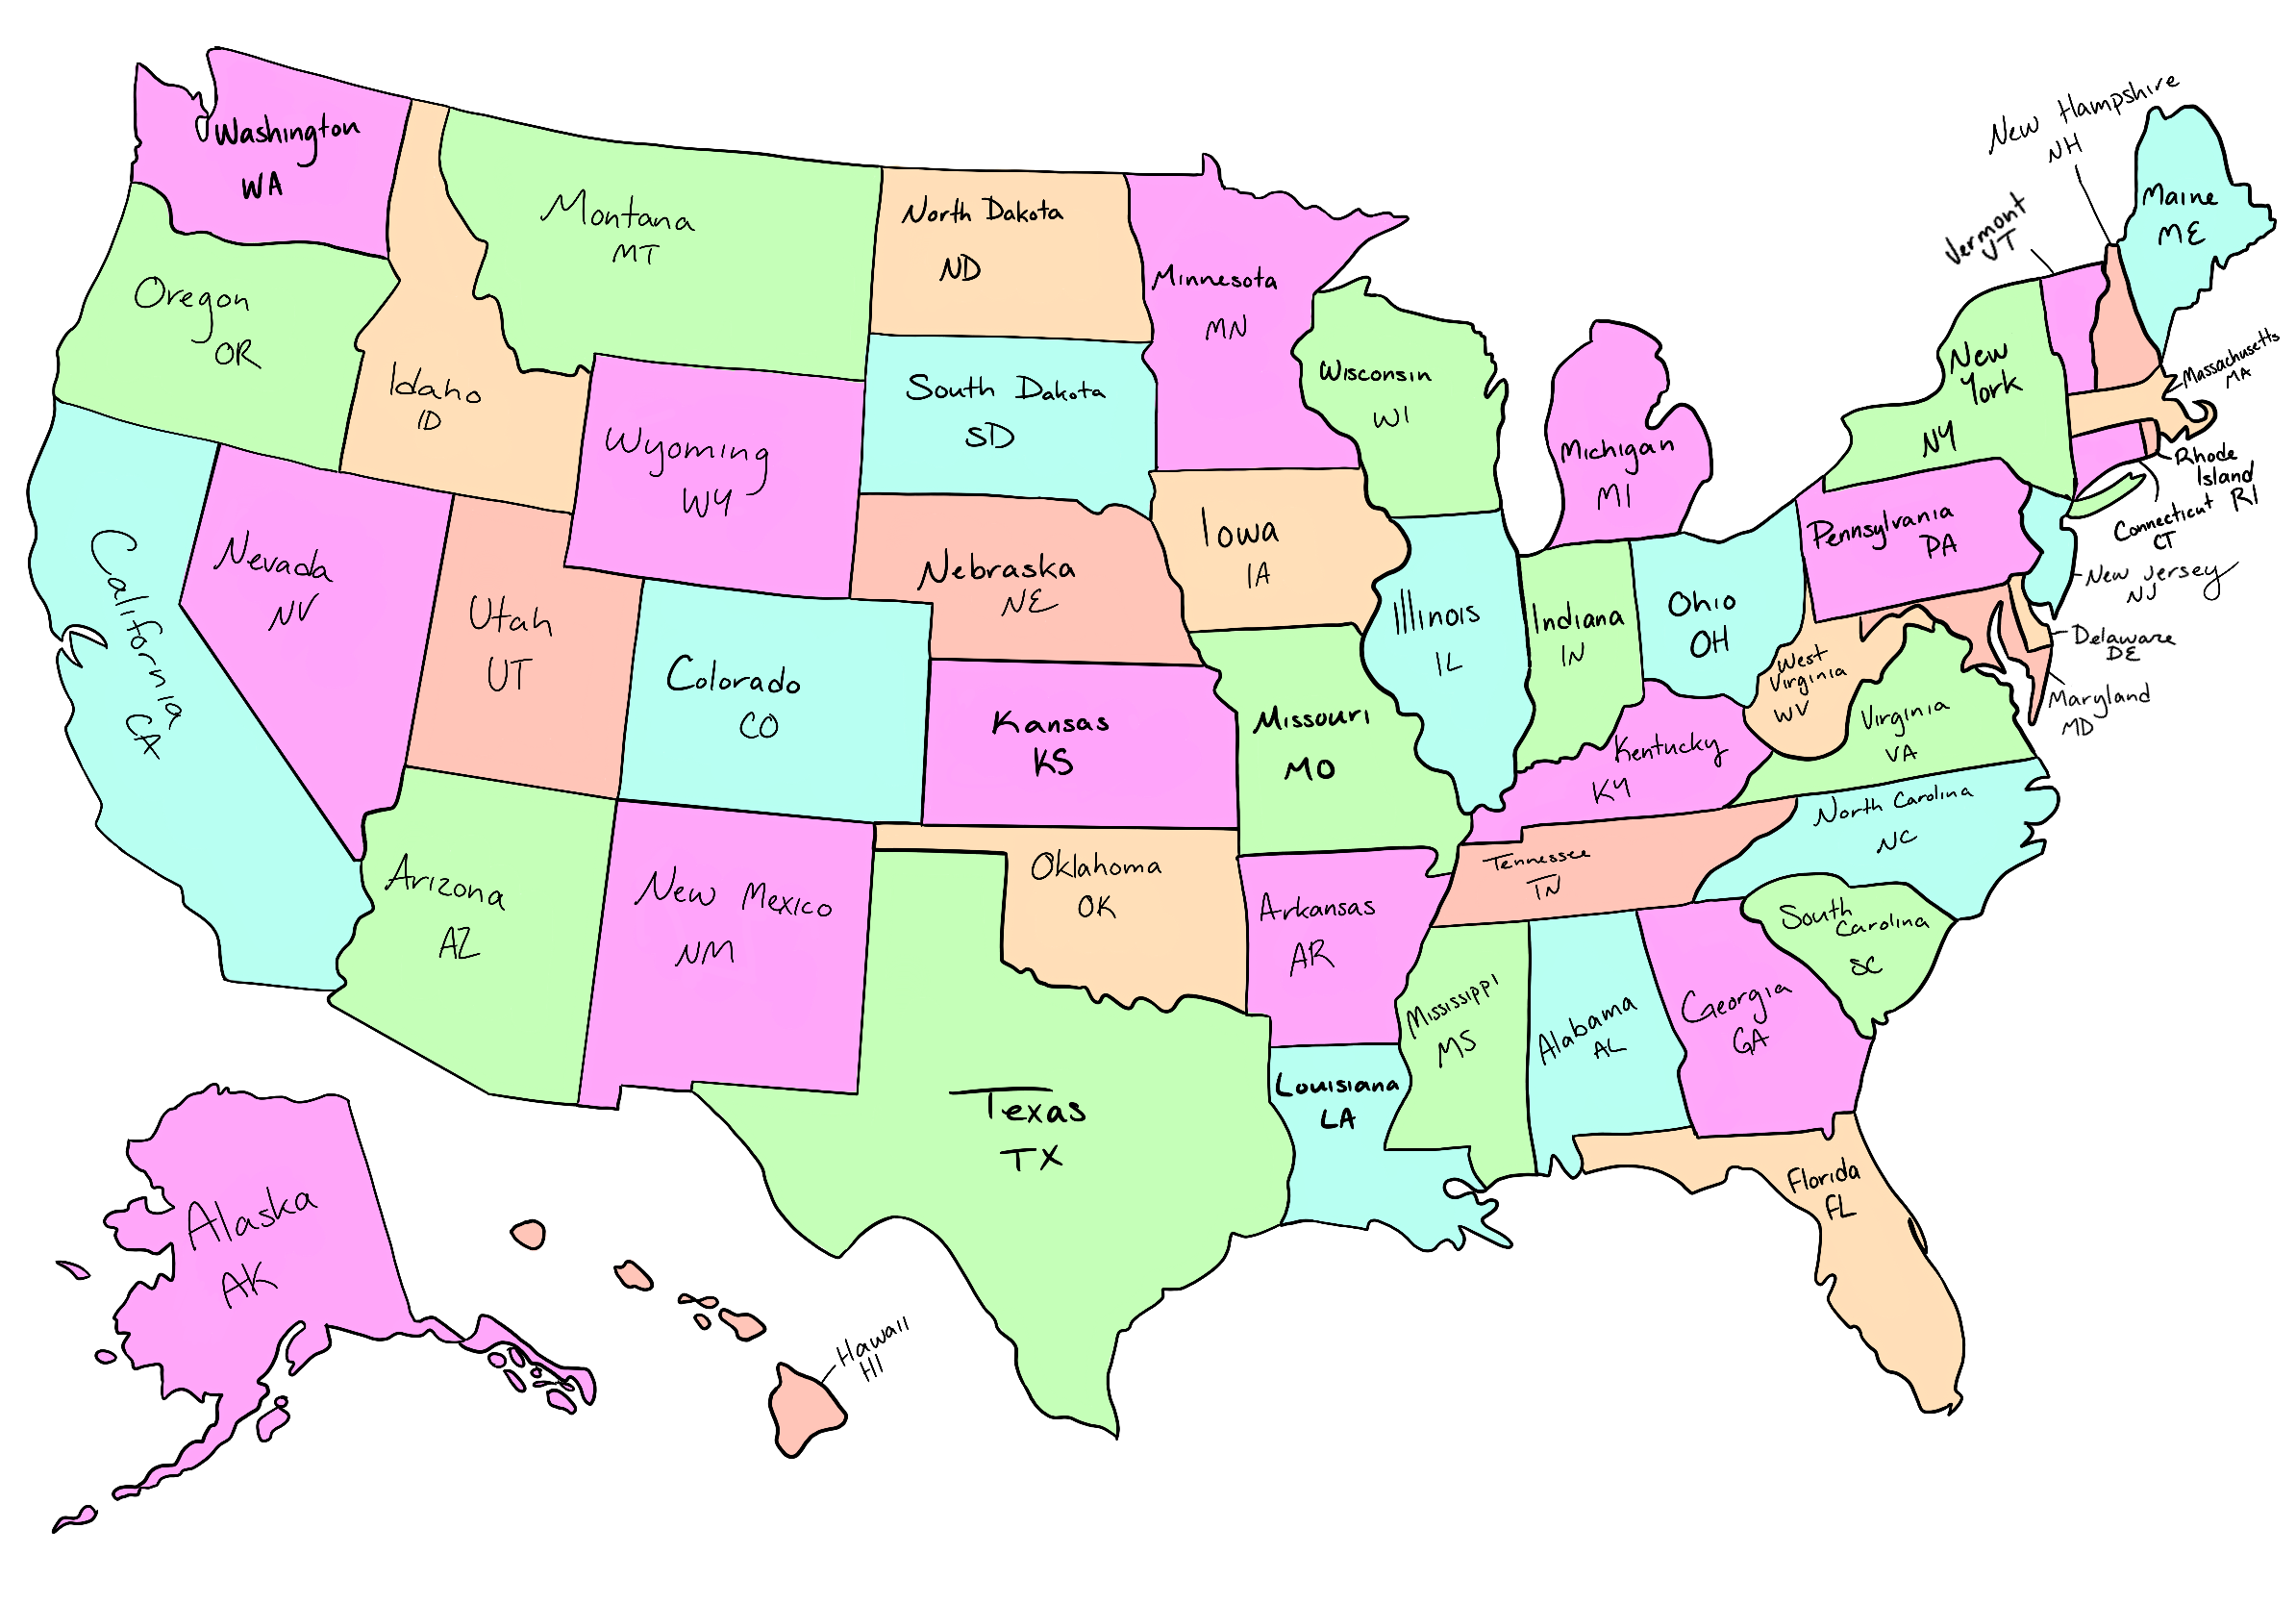 Washington
WA
Oregon
OR
California
CA
Idaho
ID
Nevada
NV
Montana
MT
Wyoming
WY
Utah
UT
Colorado
CO
Arizona
AZ
New Mexico
NM
North Dakota
ND
South Dakota
SD
Nebraska
NE
Kansas
KS
Oklahoma
OK
Texas
TX
Minnesota
MN
Iowa
IA
Missouri
MO
Arkansas
AR
Louisiana
LA
Wisconsin
WI
Illinois
IL
Michigan
MI
Indiana
IN
Ohio
OH
Kentucky
KY
Tennessee
TN
Mississippi
MS
Alabama
AL
Georgia
GA
Florida
FL
South
Carolina
SC
North Carolina
NC
Virginia
VA
West
Virginia
WV
Pennsylvania
PA
New
York
NY
Vermont
VT
New Hampshire
NH
Maine
ME
Massachusetts
MA
Rhode
Island
RI
Connecticut
CT
New Jersey
NJ
Delaware
DE
Maryland
MD
Alaska
AK
Hawaii
HI